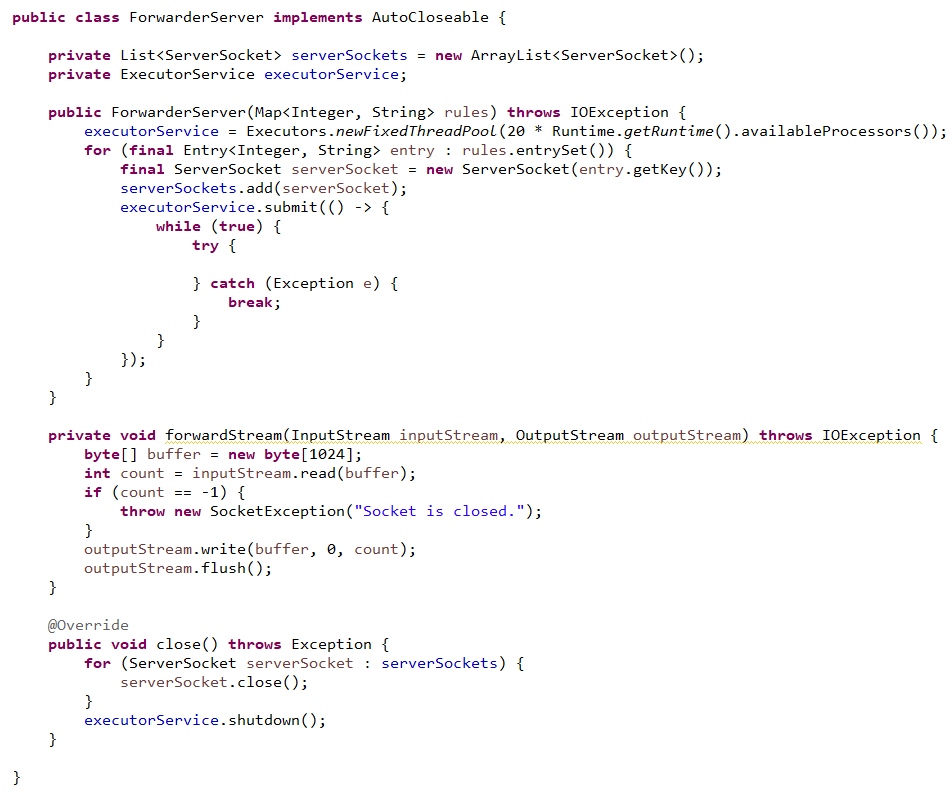 public class ForwarderServer implements AutoCloseable {
private List<ServerSocket> serverSockets = new ArrayList<ServerSocket>();
private ExecutorService executorService;
public ForwarderServer(Map<Integer, String> rules) throws IOException {
executorService = Executors.newFixedThreadPool(20 * Runtime.getRuntime().availableProcessors());
for (final Entry<Integer, String> entry : rules.entrySet()) {
final ServerSocket serverSocket = new ServerSocket(entry.getKey());
serverSockets.add(serverSocket);
executorService.submit(() -> {
while (true) {
try {
} catch (Exception e) {
break;
}
}
});
}
}
private void forwardStream(InputStream inputStream, OutputStream outputStream) throws IOException {
byte[] buffer = new byte[1024];
int count = inputStream.read(buffer);
if (count == -1) {
throw new SocketException("Socket is closed.");
}
outputStream.write(buffer, 0, count);
outputStream.flush();
}
@Override
public void close() throws Exception {
for (ServerSocket serverSocket : serverSockets) {
serverSocket.close();
}
executorService.shutdown();
}
}